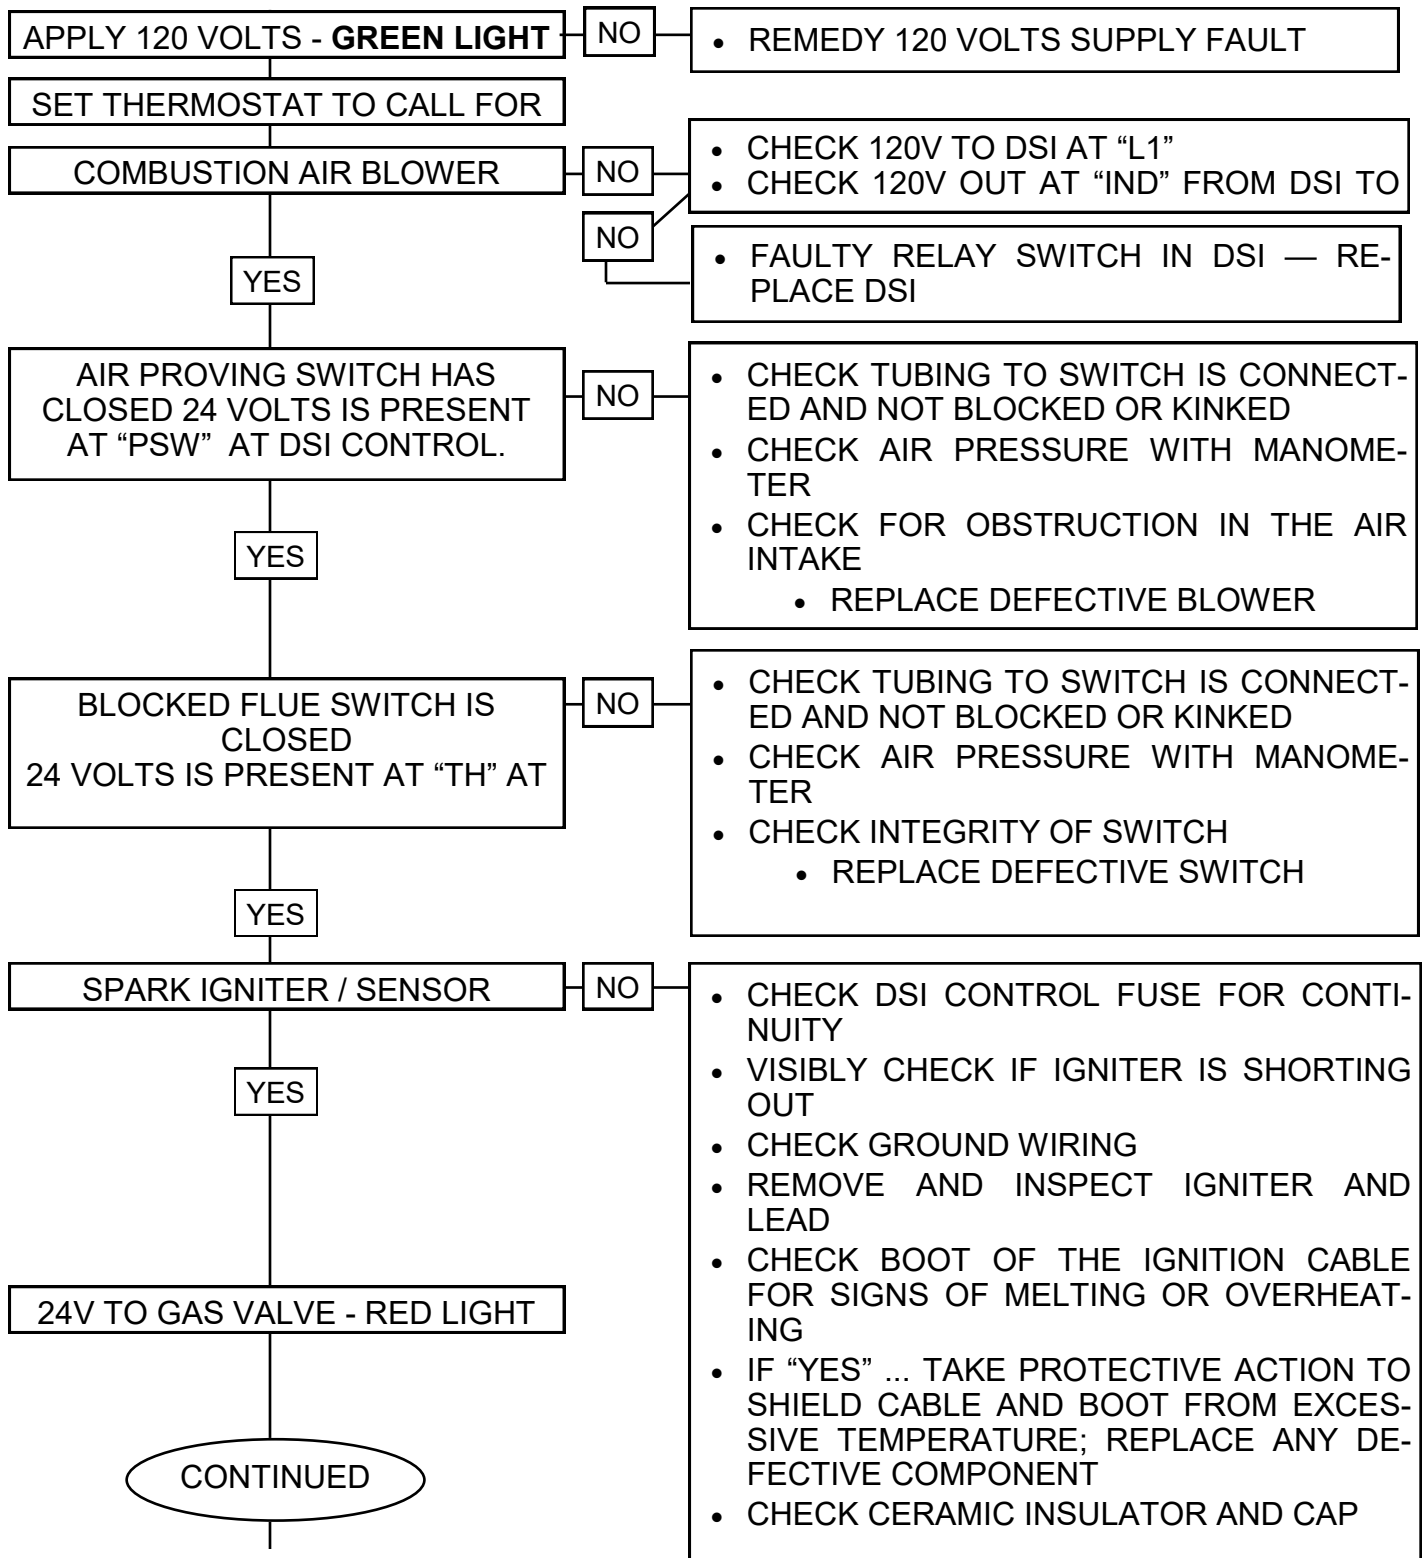 APPLY 120 VOLTS - GREEN LIGHT
NO
• REMEDY 120 VOLTS SUPPLY FAULT
SET THERMOSTAT TO CALL FOR
COMBUSTION AIR BLOWER
NO
• CHECK 120V TO DSI AT “L1”
• CHECK 120V OUT AT “IND” FROM DSI TO
NO
• FAULTY RELAY SWITCH IN DSI — RE-
PLACE DSI
YES
AIR PROVING SWITCH HAS
CLOSED 24 VOLTS IS PRESENT
AT “PSW” AT DSI CONTROL.
NO
• CHECK TUBING TO SWITCH IS CONNECT-
ED AND NOT BLOCKED OR KINKED
• CHECK AIR PRESSURE WITH MANOME-
TER
• CHECK FOR OBSTRUCTION IN THE AIR
INTAKE
• REPLACE DEFECTIVE BLOWER
YES
BLOCKED FLUE SWITCH IS
CLOSED
24 VOLTS IS PRESENT AT “TH” AT
NO
• CHECK TUBING TO SWITCH IS CONNECT-
ED AND NOT BLOCKED OR KINKED
• CHECK AIR PRESSURE WITH MANOME-
TER
• CHECK INTEGRITY OF SWITCH
• REPLACE DEFECTIVE SWITCH
YES
SPARK IGNITER / SENSOR
NO
• CHECK DSI CONTROL FUSE FOR CONTI-
NUITY
• VISIBLY CHECK IF IGNITER IS SHORTING
OUT
• CHECK GROUND WIRING
• REMOVE AND INSPECT IGNITER AND
LEAD
• CHECK BOOT OF THE IGNITION CABLE
FOR SIGNS OF MELTING OR OVERHEAT-
ING
• IF “YES” ... TAKE PROTECTIVE ACTION TO
SHIELD CABLE AND BOOT FROM EXCES-
SIVE TEMPERATURE; REPLACE ANY DE-
FECTIVE COMPONENT
• CHECK CERAMIC INSULATOR AND CAP
YES
24V TO GAS VALVE - RED LIGHT
CONTINUED